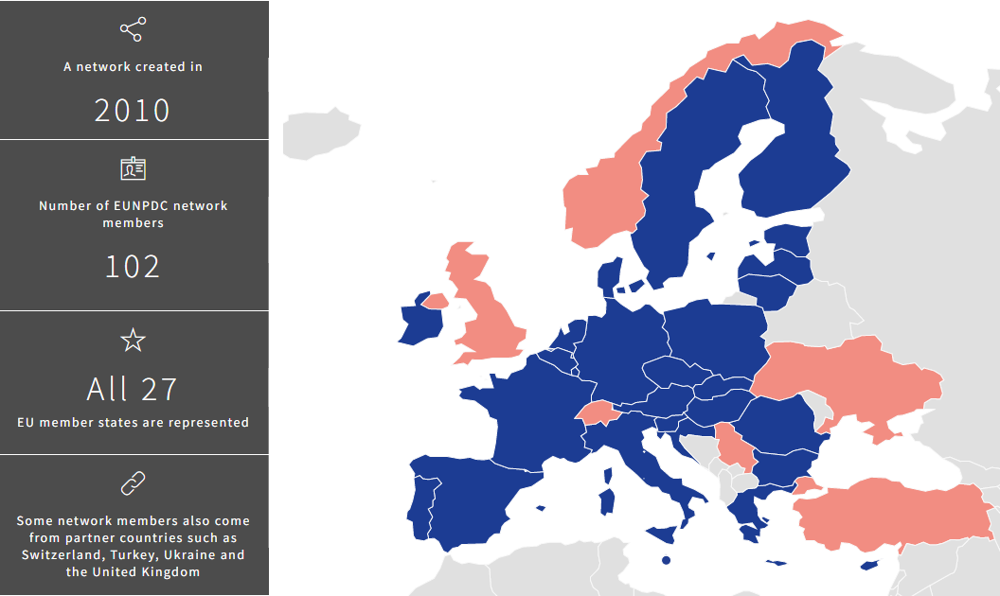 A network created in
2010
Number of EUNPDC network
members
102
All 27
EU member states are represented
Some network members also come
from partner countries such as
Switzerland, Turkey, Ukraine and
the United Kingdom